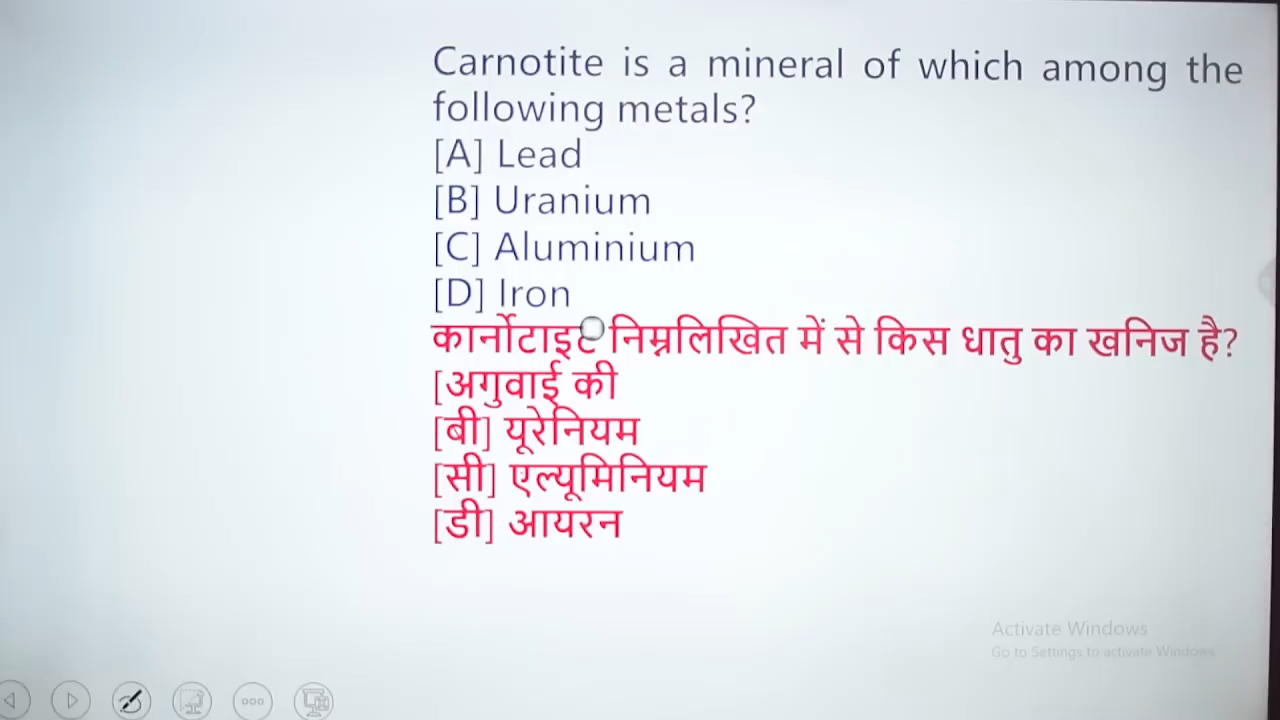 Carnotite is a mineral of which among the
following metals?
[A] Lead
[B] Uranium
[C] Aluminium
[D] Iron
कार्नोटाइट निम्नलिखित में से किस धातु का खनिज है?
[अगुवाई की
[बी] यूरेनियम
[सी] एल्यूमिनियम
[डी] आयरन
Activate Windows
Go to Settings to activate Windows.